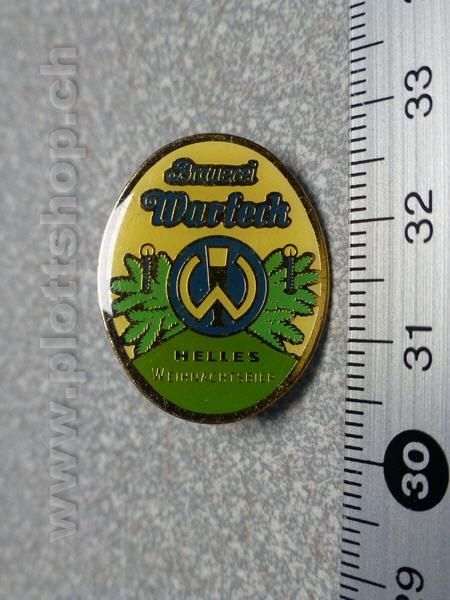 www.plottshop.ch
Brauerei
Warteck
W
HELLES
WEIHNACHTSBIER
33
32
31
30
29